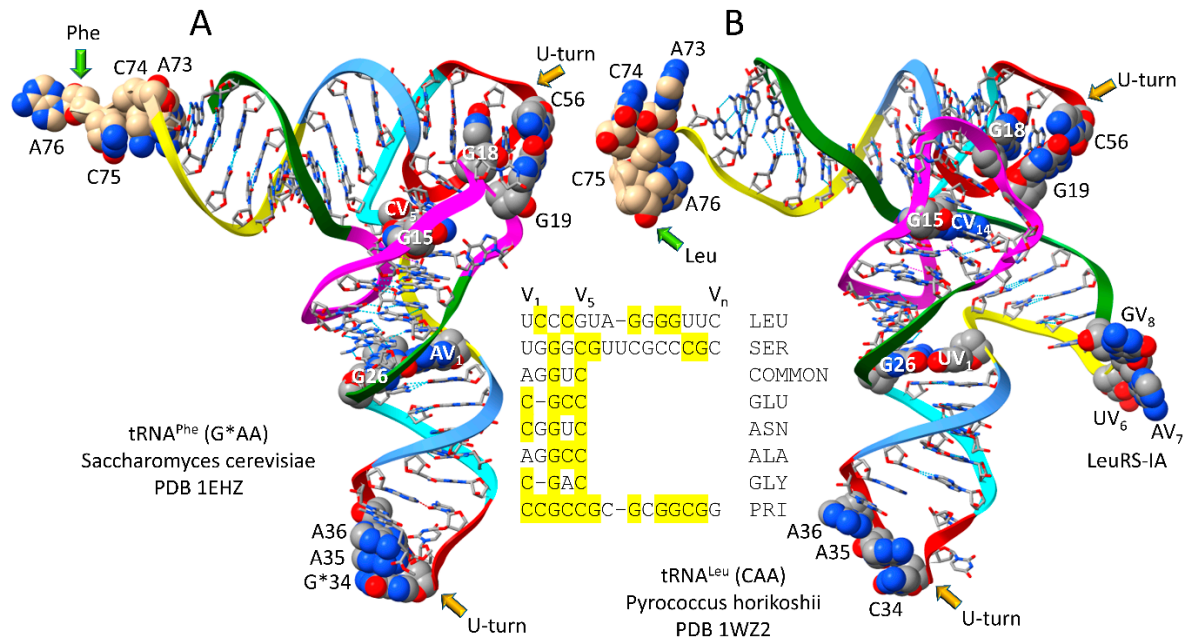 A
Phe
C74
A73
U-turn
C56
A76
C75
G18
CV5
G15
G19
AV1
G26
tRNAPhe (G*AA)
Saccharomyces cerevisiae
PDB 1EHZ
A36
A35
G*34
U-turn
V1 V5 Vn
UCCCGUA-GGGGUUC LEU
UGGGCGUUCGCCCGC SER
AGGUC COMMON
C-GCC GLU
CGGUC ASN
AGGCC ALA
C-GAC GLY
CCGCCGC-GCGGCGG PRI
B
A73
C74
C75
A76
Leu
U-turn
G18
C56
G19
G15
CV14
GV8
G26
UV1
UV6
AV7
LeuRS-IA
A36
A35
C34
U-turn
tRNALeu (CAA)
Pyrococcus horikoshii
PDB 1WZ2